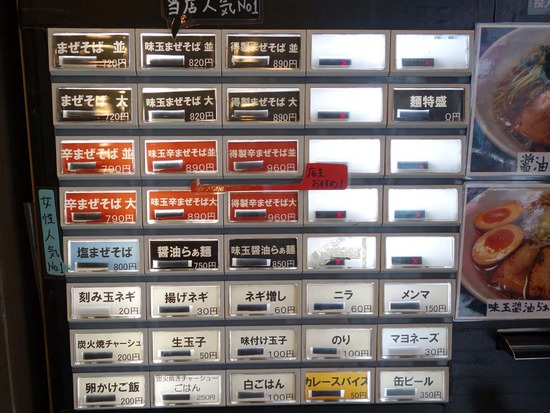 当店人気No1
まぜそば 並 720円
味玉まぜそば 並 820円
得製まぜそば 並 890円
まぜそば 大 720円
味玉まぜそば 大 820円
得製まぜそば 大 890円
麺特盛 0円
辛まぜそば並 790円
味玉辛まぜそば並 890円
得製辛まぜそば並 960円
店主
おすすめ!
辛まぜそば大 790円
味玉辛まぜそば大 890円
得製辛まぜそば大 960円
女性人気No1
塩まぜそば 800円
醤油らぁ麺 750円
味玉醤油らぁ麺 850円
刻み玉ネギ 20円
揚げネギ 30円
ネギ増し 60円
ニラ 60円
メンマ 150円
炭火焼チャーシュー 200円
生玉子 50円
味付け玉子 100円
のり 100円
マヨネーズ 30円
卵かけご飯 200円
炭火焼きチャーシュー
ごはん 250円
白ごはん 100円
カレースパイス 50円
缶ビール 350円
醤油
味玉醤油らぁ